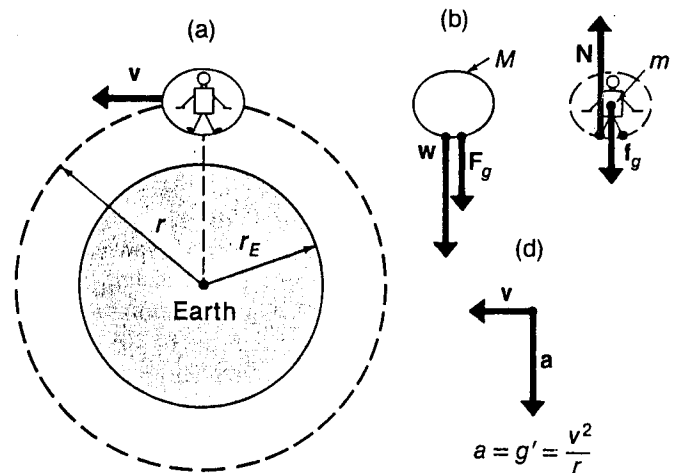 (a)
v
r
r_E
Earth
(b)
M
w
F_g
N
m
f_g
(d)
v
a
a = g' = v²/r